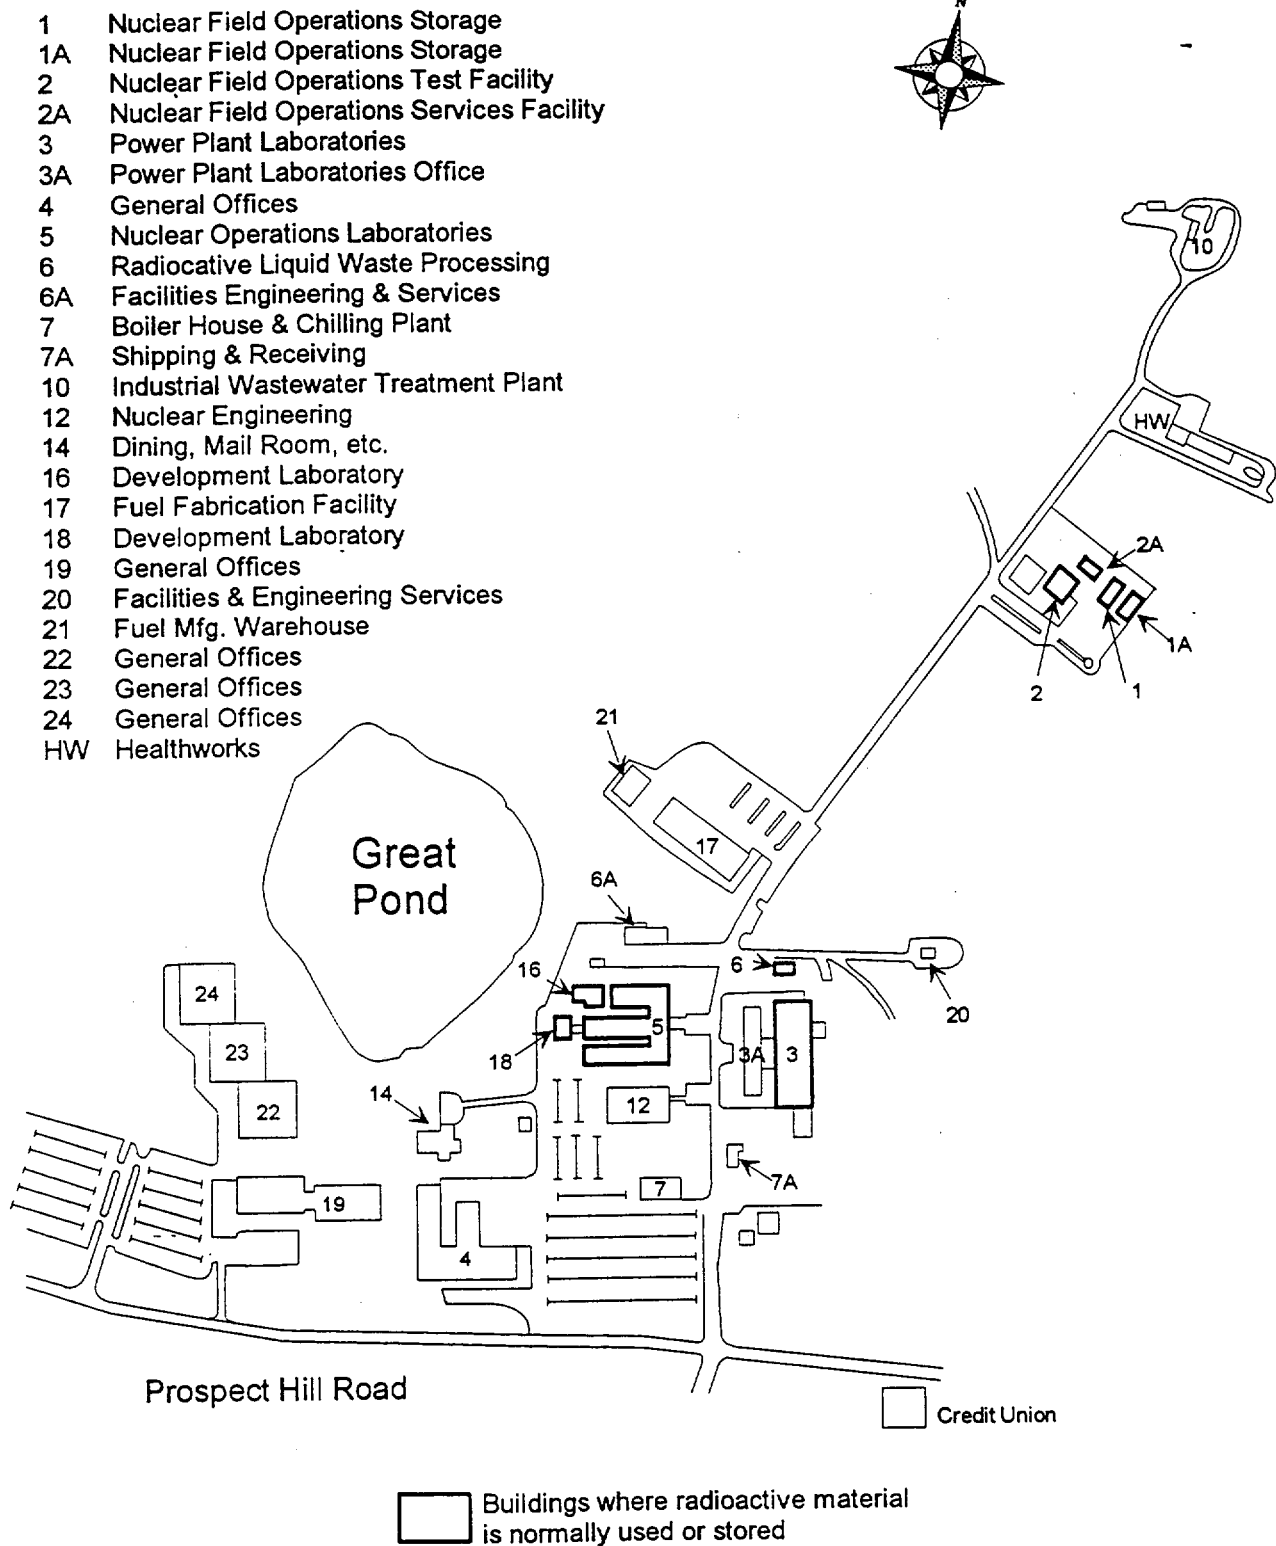 N
1 Nuclear Field Operations Storage
1A Nuclear Field Operations Storage
2 Nuclear Field Operations Test Facility
2A Nuclear Field Operations Services Facility
3 Power Plant Laboratories
3A Power Plant Laboratories Office
4 General Offices
5 Nuclear Operations Laboratories
6 Radiocative Liquid Waste Processing
6A Facilities Engineering & Services
7 Boiler House & Chilling Plant
7A Shipping & Receiving
10 Industrial Wastewater Treatment Plant
12 Nuclear Engineering
14 Dining, Mail Room, etc.
16 Development Laboratory
17 Fuel Fabrication Facility
18 Development Laboratory
19 General Offices
20 Facilities & Engineering Services
21 Fuel Mfg. Warehouse
22 General Offices
23 General Offices
24 General Offices
HW Healthworks
10
HW
2A
1A
2
1
21
17
Great
Pond
6A
6
20
16
5
18
3A
3
24
23
22
14
12
7A
7
19
4
Prospect Hill Road
Credit Union
Buildings where radioactive material
is normally used or stored